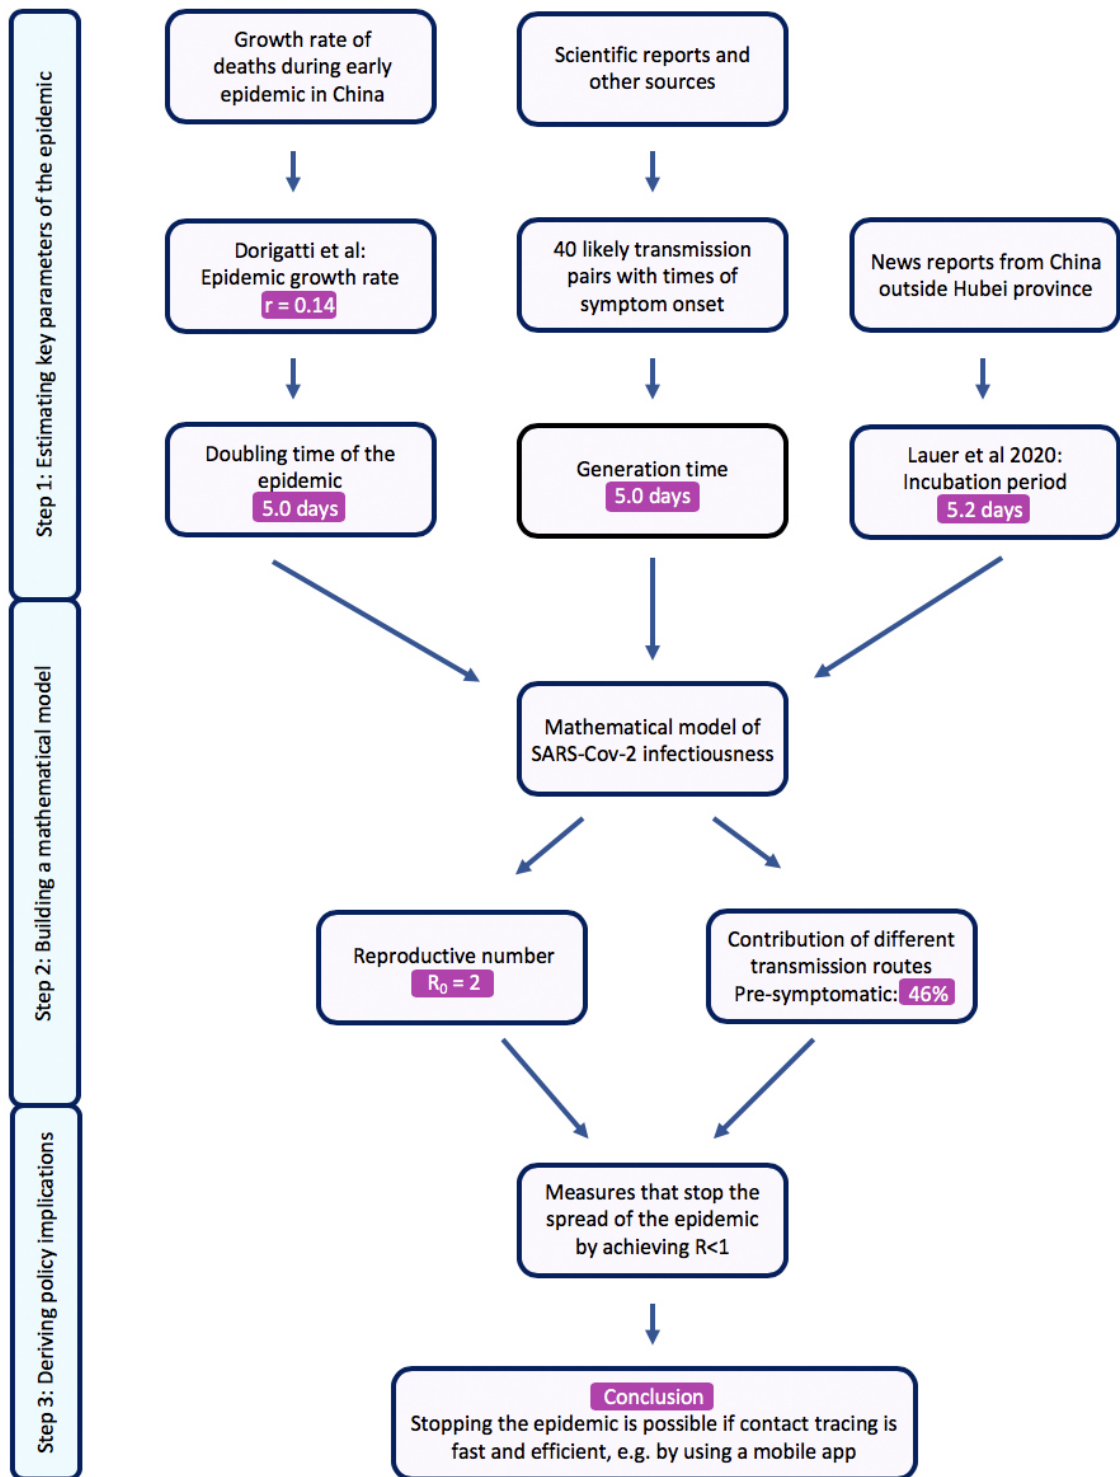 Step 1: Estimating key parameters of the epidemic
Growth rate of
deaths during early
epidemic in China
Scientific reports and
other sources
Dorigatti et al:
Epidemic growth rate
r = 0.14
40 likely transmission
pairs with times of
symptom onset
News reports from China
outside Hubei province
Doubling time of the
epidemic
5.0 days
Generation time
5.0 days
Lauer et al 2020:
Incubation period
5.2 days
Step 2: Building a mathematical model
Mathematical model of
SARS-Cov-2 infectiousness
Reproductive number
R₀ = 2
Contribution of different
transmission routes
Pre-symptomatic: 46%
Step 3: Deriving policy implications
Measures that stop the
spread of the epidemic
by achieving R<1
Conclusion
Stopping the epidemic is possible if contact tracing is
fast and efficient, e.g. by using a mobile app